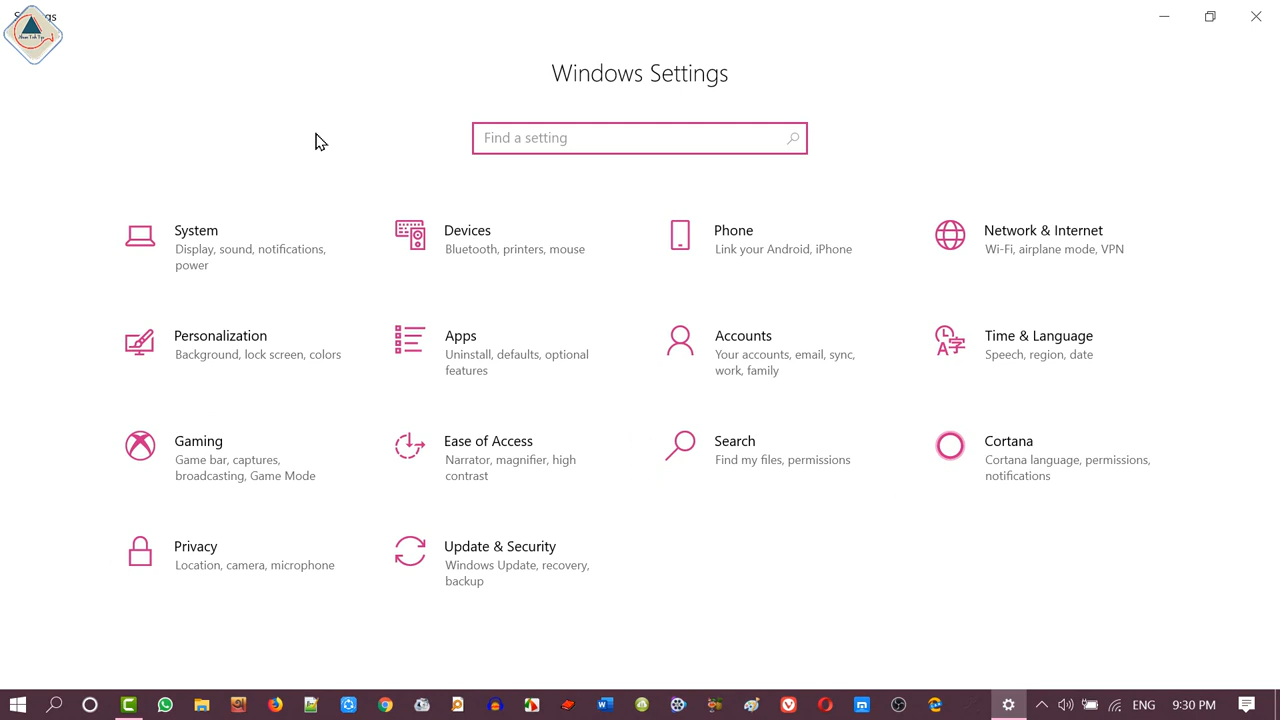 Windows Settings
Find a setting
System
Display, sound, notifications,
power
Devices
Bluetooth, printers, mouse
Phone
Link your Android, iPhone
Network & Internet
Wi-Fi, airplane mode, VPN
Personalization
Background, lock screen, colors
Apps
Uninstall, defaults, optional
features
Accounts
Your accounts, email, sync,
work, family
Time & Language
Speech, region, date
Gaming
Game bar, captures,
broadcasting, Game Mode
Ease of Access
Narrator, magnifier, high
contrast
Search
Find my files, permissions
Cortana
Cortana language, permissions,
notifications
Privacy
Location, camera, microphone
Update & Security
Windows Update, recovery,
backup
ENG
9:30 PM